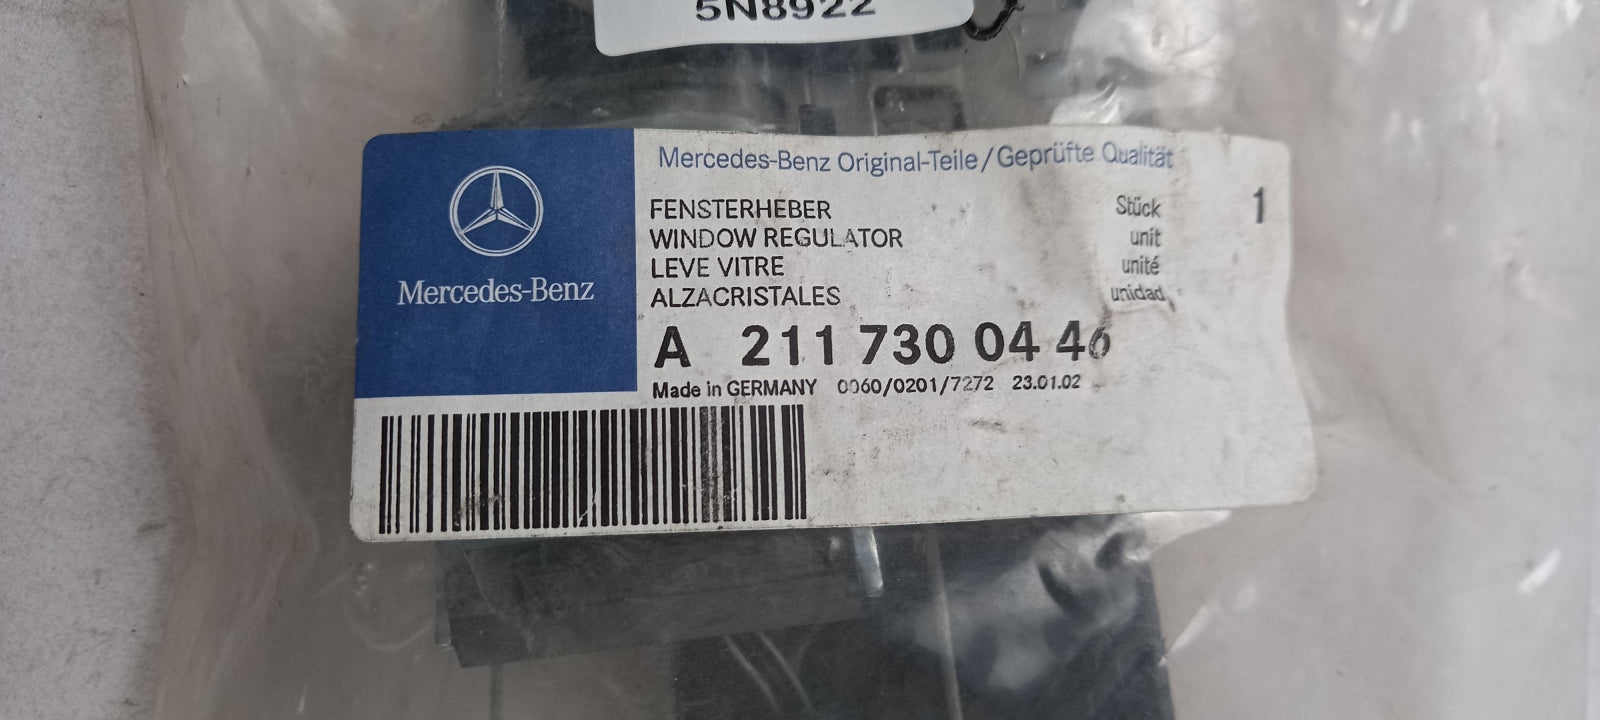 5N8922
Mercedes-Benz Original-Teile/Geprüfte Qualität
Mercedes-Benz
FENSTERHEBER Stück 1
WINDOW REGULATOR unit
LEVE VITRE unité
ALZACRISTALES unidad
A 211 730 04 46
Made in GERMANY 0060/0201/7272 23.01.02